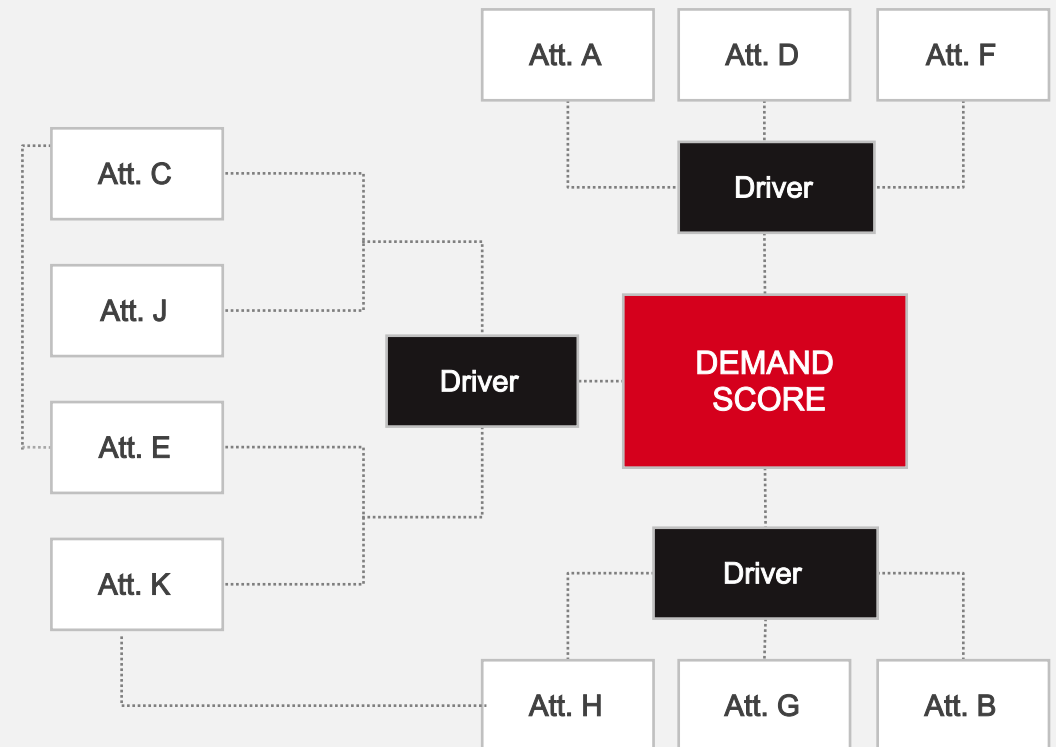 Att. A
Att. D
Att. F
Driver
Att. C
Att. J
Driver
DEMAND
SCORE
Att. E
Att. K
Driver
Att. H
Att. G
Att. B